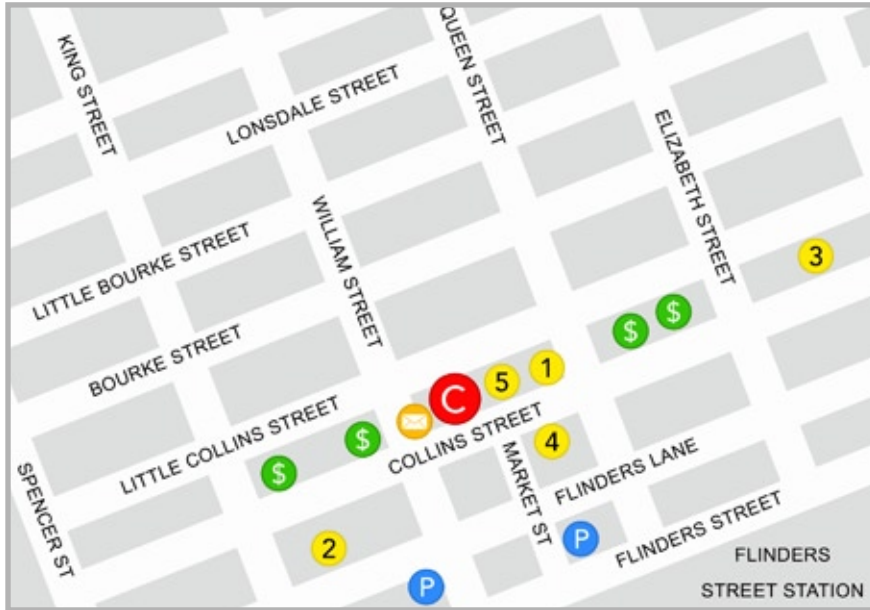 KING STREET
LONSDALE STREET
QUEEN STREET
ELIZABETH STREET
LITTLE BOURKE STREET
WILLIAM STREET
BOURKE STREET
3
$
$
LITTLE COLLINS STREET
C
5
1
$
$
COLLINS STREET
4
SPENCER ST
MARKET ST
FLINDERS LANE
2
P
P
FLINDERS STREET
FLINDERS
STREET STATION